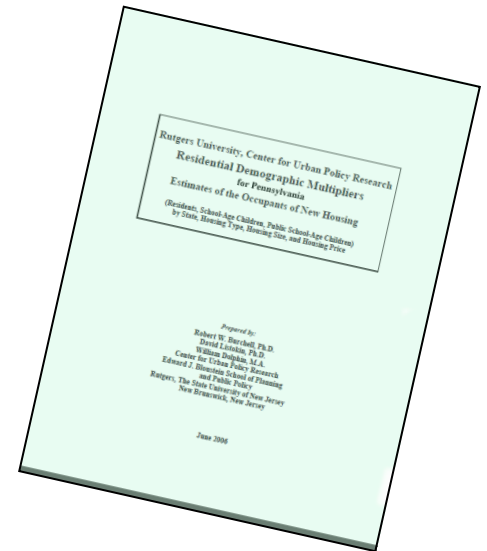 Rutgers University, Center for Urban Policy Research
Residential Demographic Multipliers
for Pennsylvania
Estimates of the Occupants of New Housing
(Residents, School-Age Children, Public School-Age Children)
by State, Housing Type, Housing Size, and Housing Price
Prepared by:
Robert W. Burchell, Ph.D.
David Listokin, Ph.D.
William Dolphin, M.A.
Center for Urban Policy Research
Edward J. Bloustein School of Planning
and Public Policy
Rutgers, The State University of New Jersey
New Brunswick, New Jersey
June 2006